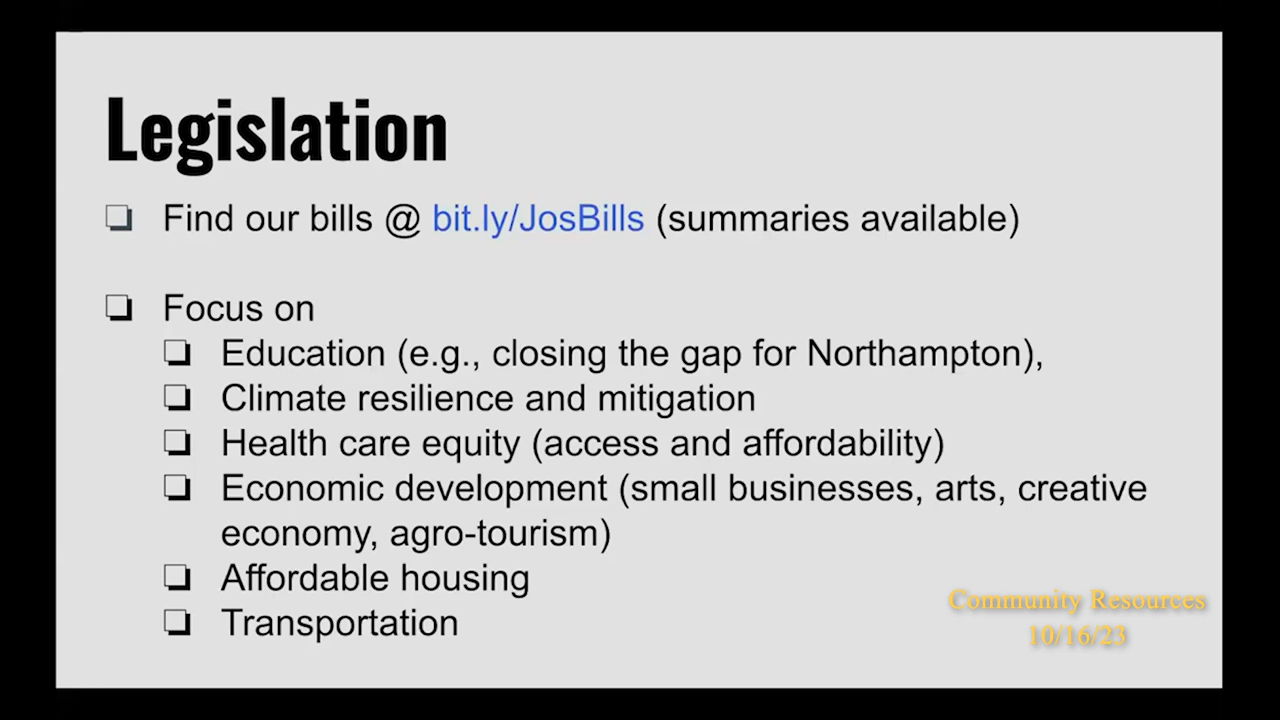 Legislation
❏ Find our bills @ bit.ly/JosBills (summaries available)
❏ Focus on
❏ Education (e.g., closing the gap for Northampton),
❏ Climate resilience and mitigation
❏ Health care equity (access and affordability)
❏ Economic development (small businesses, arts, creative
economy, agro-tourism)
❏ Affordable housing
❏ Transportation
Community Resources
10/16/23